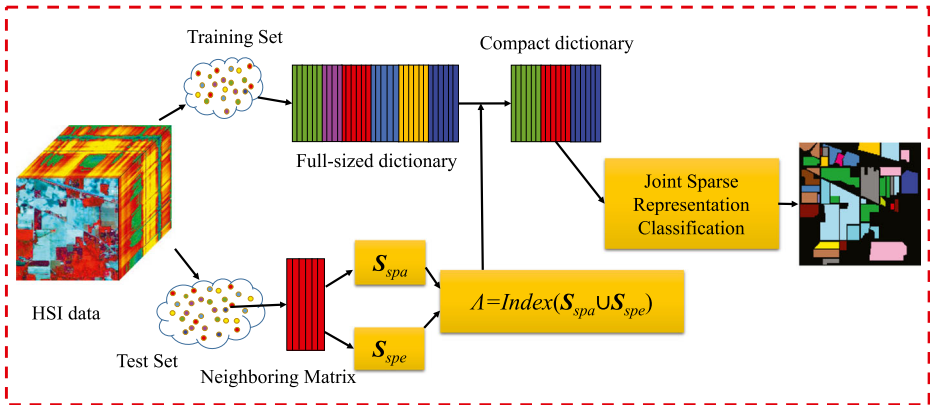 Training Set
Compact dictionary
Full-sized dictionary
Joint Sparse
Representation
Classification
HSI data
S_spa
Λ=Index(S_spa∪S_spe)
S_spe
Test Set
Neighboring Matrix